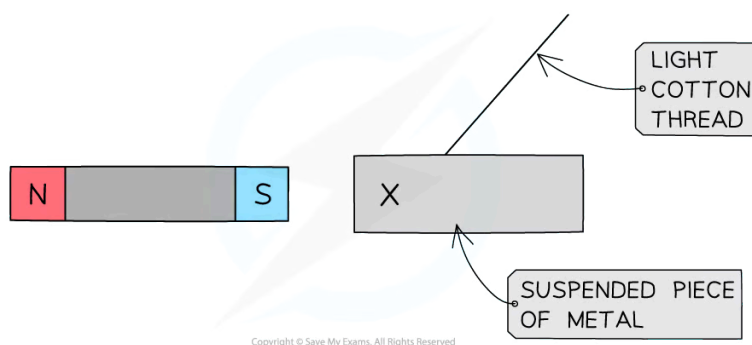 LIGHT
COTTON
THREAD
N
S
X
SUSPENDED PIECE
OF METAL
Copyright © Save My Exams. All Rights Reserved